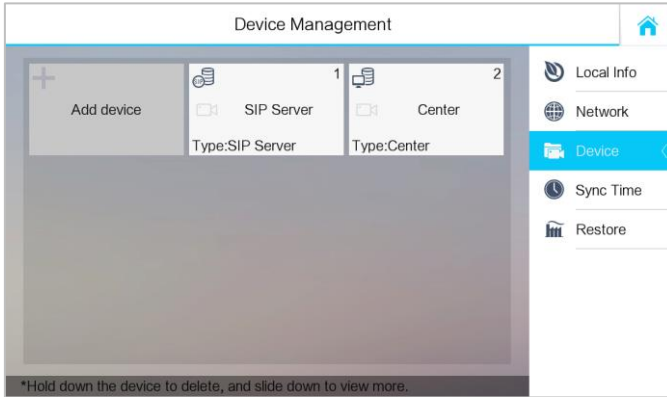 Device Management
Add device
1
SIP
SIP Server
Type:SIP Server
2
Center
Type:Center
Local Info
Network
Device
Sync Time
Restore
*Hold down the device to delete, and slide down to view more.